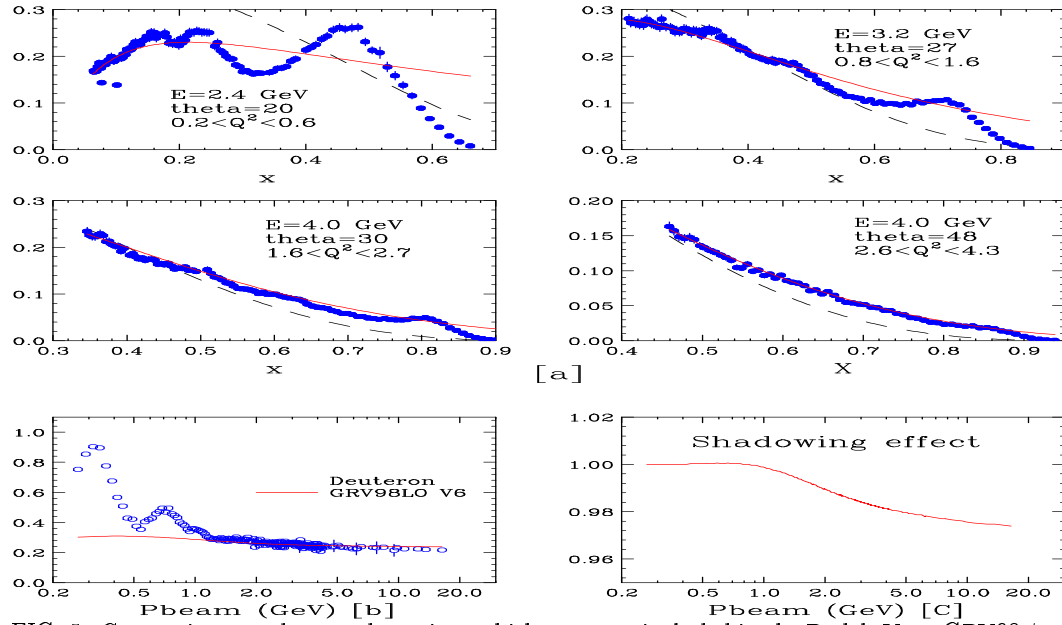 0.3
0.2
0.1
0.0
0.0 0.2 0.4 0.6
x
E=2.4 GeV
theta=20
0.2<Q²<0.6
0.3
0.2
0.1
0.0
0.2 0.4 0.6 0.8
x
E=3.2 GeV
theta=27
0.8<Q²<1.6
0.3
0.2
0.1
0.0
0.3 0.4 0.5 0.6 0.7 0.8 0.9
x
E=4.0 GeV
theta=30
1.6<Q²<2.7
0.20
0.15
0.10
0.05
0.00
0.4 0.5 0.6 0.7 0.8 0.9
X
E=4.0 GeV
theta=48
2.6<Q²<4.3
[a]
1.0
0.8
0.6
0.4
0.2
0.0
0.2 0.5 1.0 2.0 5.0 10.0 20.0
Deuteron
GRV98LO V6
Pbeam (GeV) [b]
1.02
1.00
0.98
0.96
0.2 0.5 1.0 2.0 5.0 10.0 20.0
Shadowing effect
Pbeam (GeV) [C]